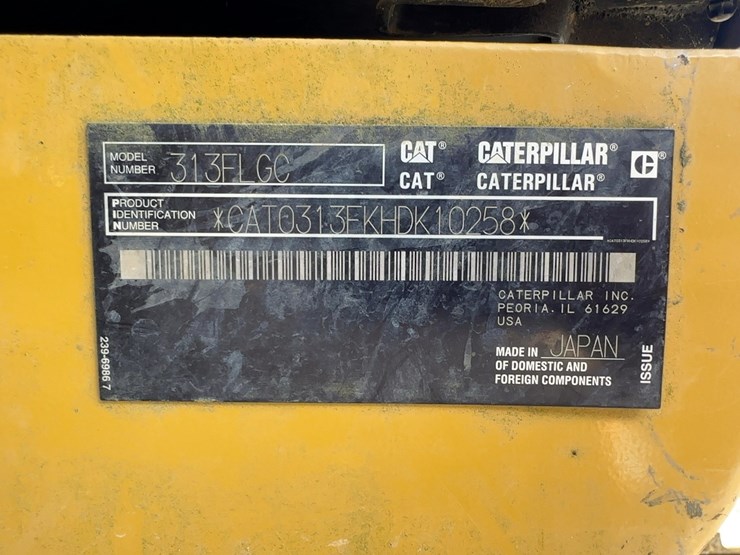 MODEL NUMBER 313FLGC
CAT® CATERPILLAR® C®
CAT® CATERPILLAR®
PRODUCT IDENTIFICATION NUMBER *CAT0313FKHDK10258*
CATERPILLAR INC.
PEORIA, IL 61629
USA
MADE IN JAPAN
OF DOMESTIC AND
FOREIGN COMPONENTS
ISSUE
239-6986 7